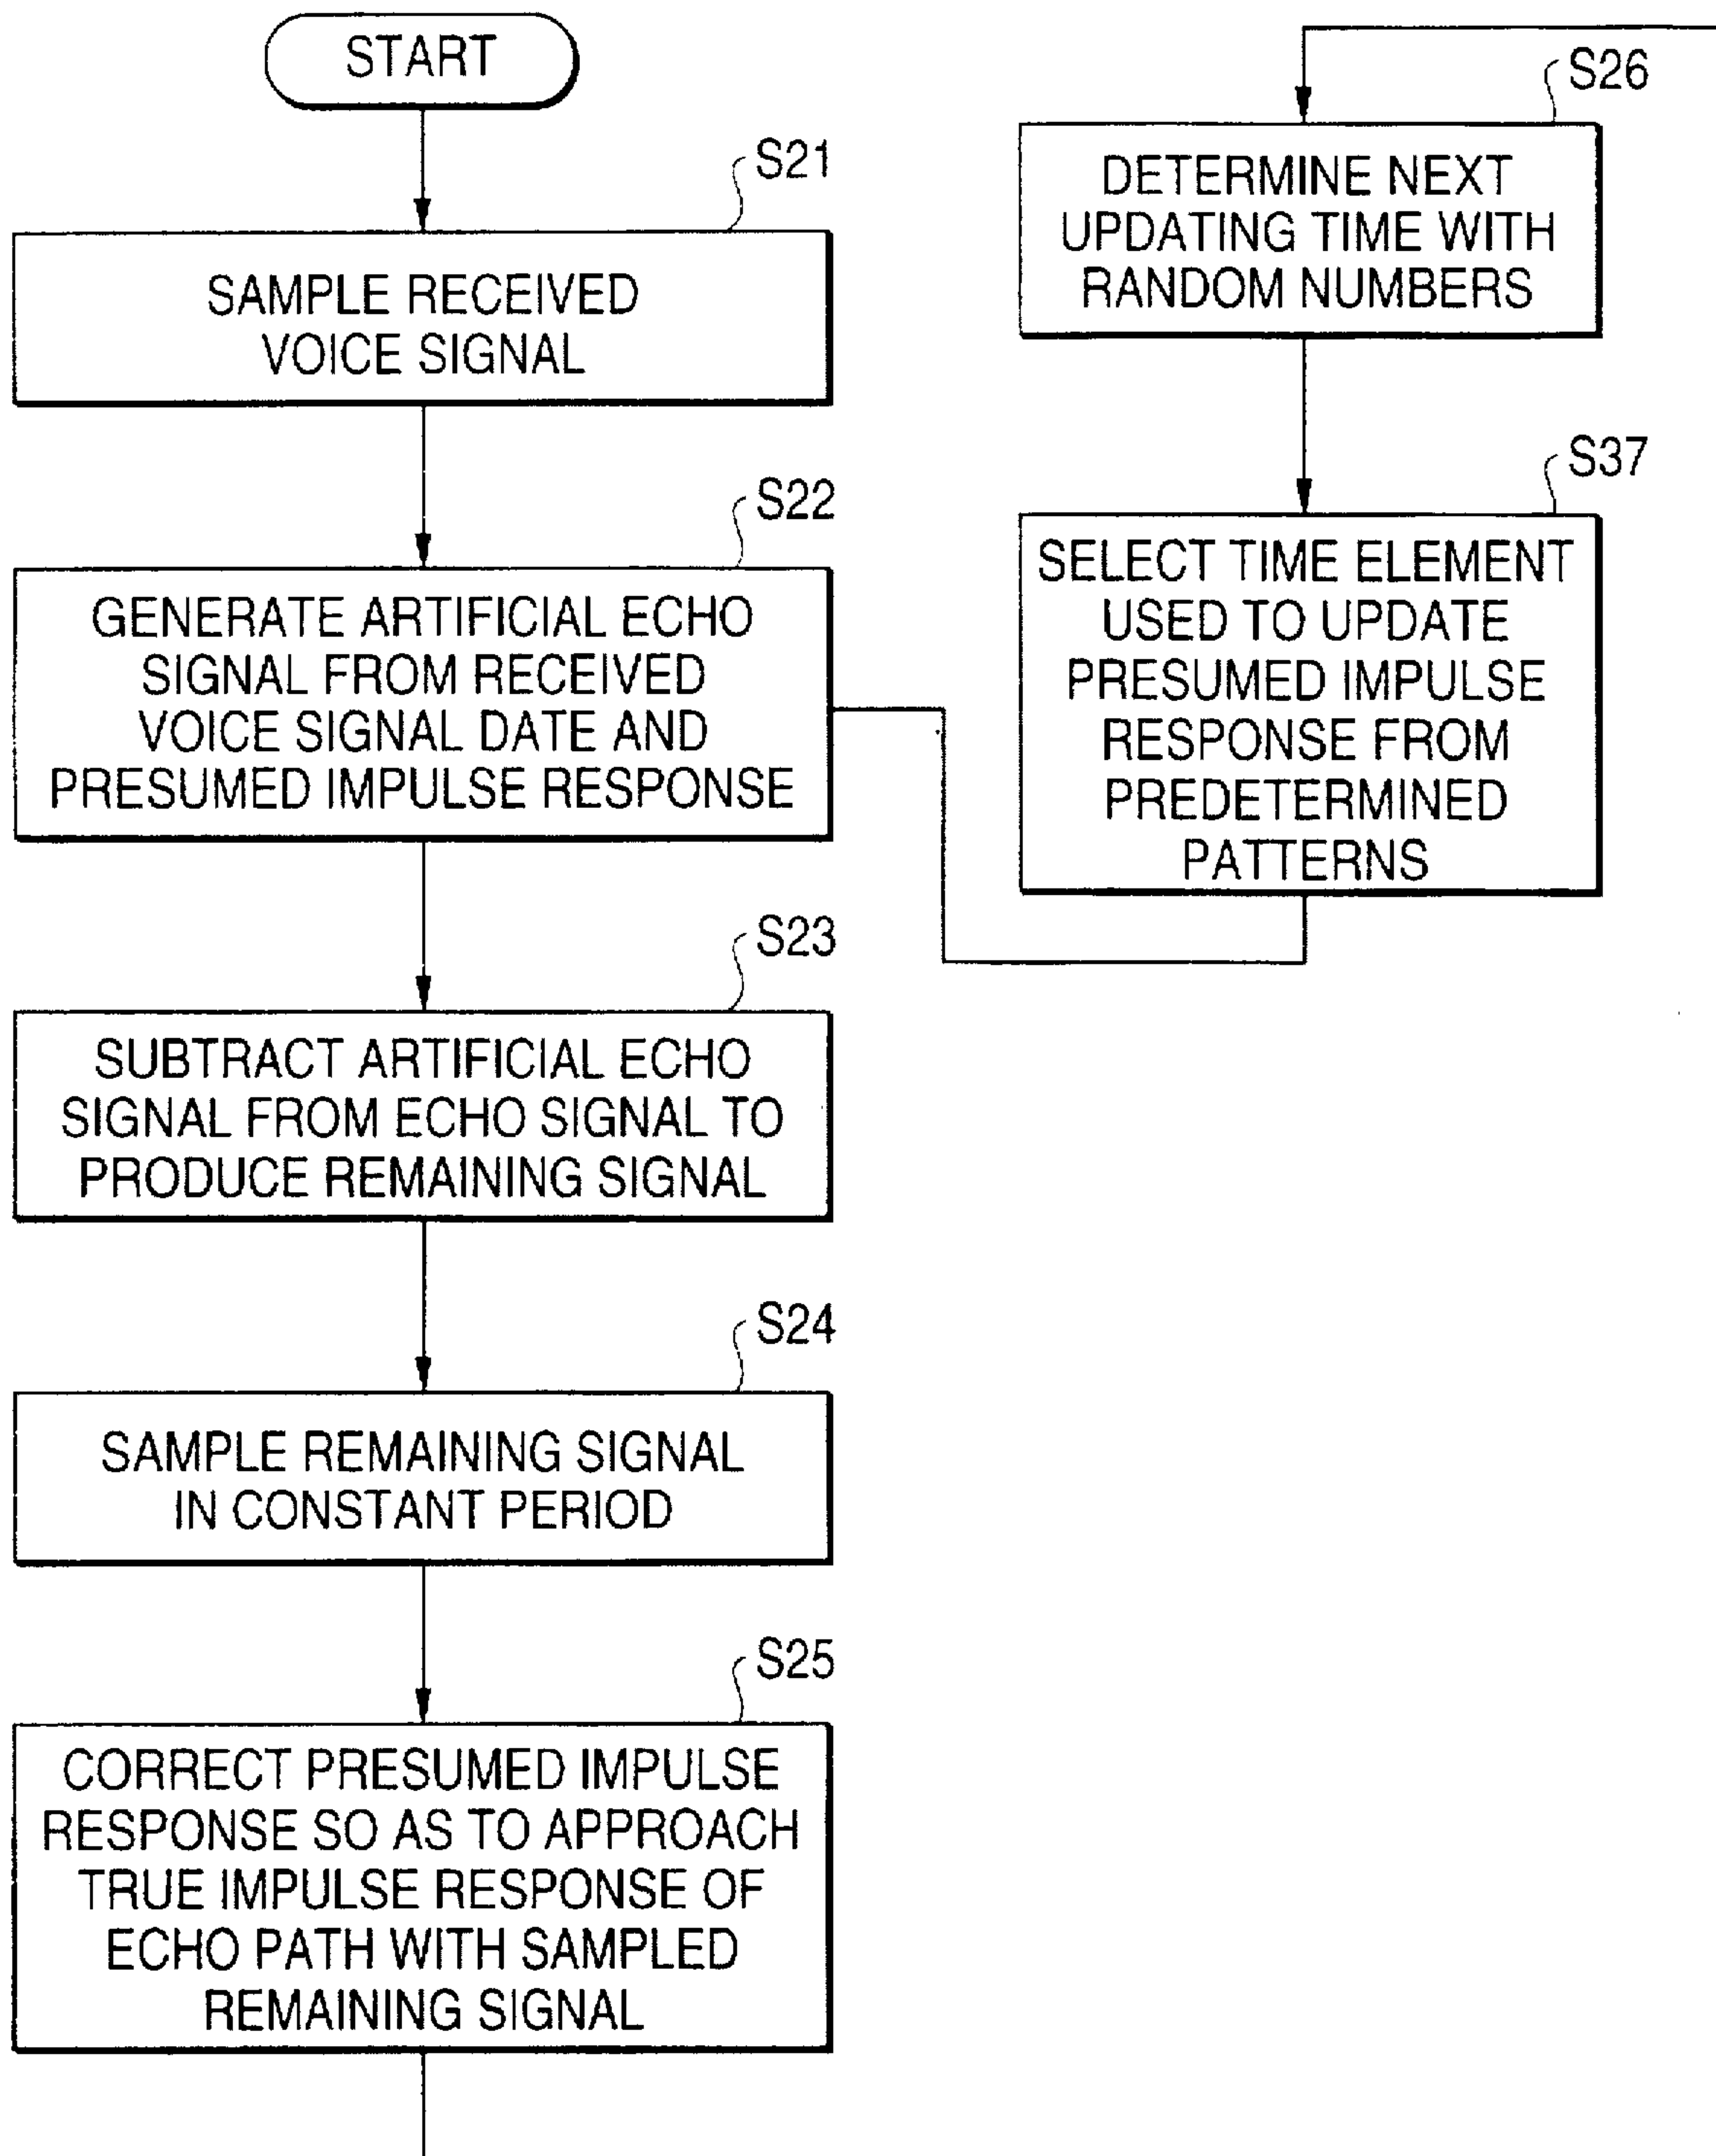 START
S21
SAMPLE RECEIVED
VOICE SIGNAL
S22
GENERATE ARTIFICIAL ECHO
SIGNAL FROM RECEIVED
VOICE SIGNAL DATE AND
PRESUMED IMPULSE RESPONSE
S23
SUBTRACT ARTIFICIAL ECHO
SIGNAL FROM ECHO SIGNAL TO
PRODUCE REMAINING SIGNAL
S24
SAMPLE REMAINING SIGNAL
IN CONSTANT PERIOD
S25
CORRECT PRESUMED IMPULSE
RESPONSE SO AS TO APPROACH
TRUE IMPULSE RESPONSE OF
ECHO PATH WITH SAMPLED
REMAINING SIGNAL
S26
DETERMINE NEXT
UPDATING TIME WITH
RANDOM NUMBERS
S37
SELECT TIME ELEMENT
USED TO UPDATE
PRESUMED IMPULSE
RESPONSE FROM
PREDETERMINED
PATTERNS